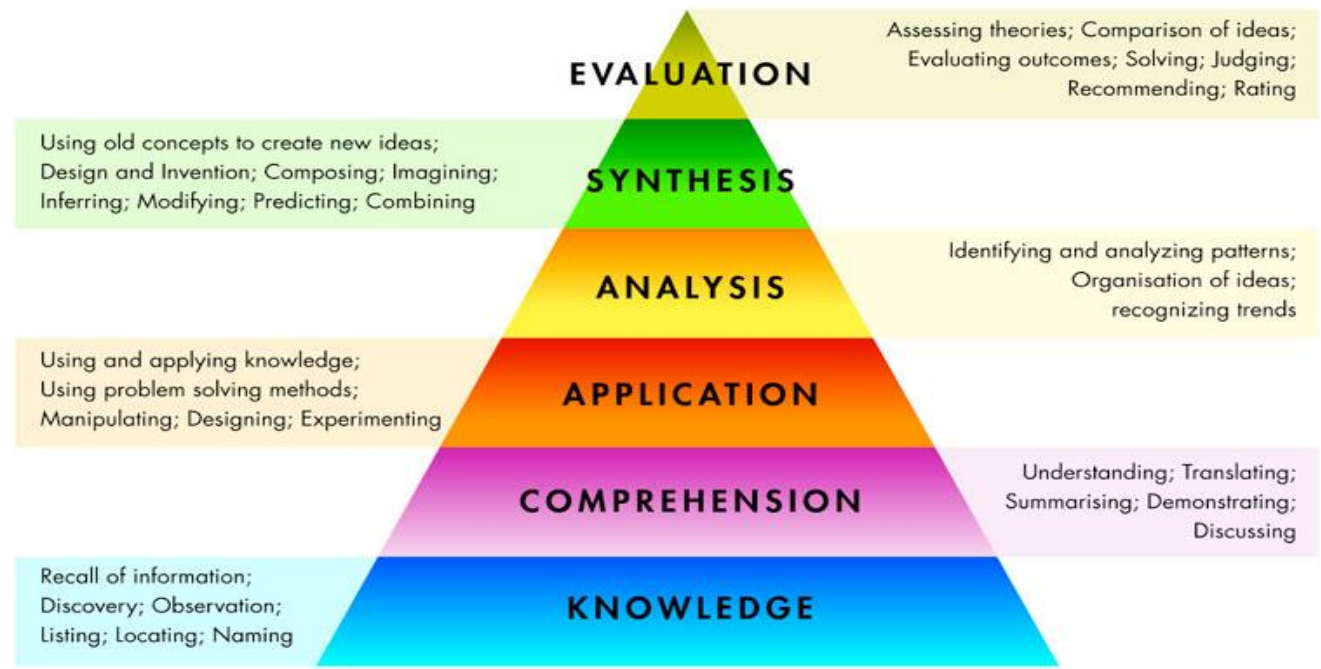 EVALUATION
Assessing theories; Comparison of ideas;
Evaluating outcomes; Solving; Judging;
Recommending; Rating
Using old concepts to create new ideas;
Design and Invention; Composing; Imagining;
Inferring; Modifying; Predicting; Combining
SYNTHESIS
ANALYSIS
Identifying and analyzing patterns;
Organisation of ideas;
recognizing trends
Using and applying knowledge;
Using problem solving methods;
Manipulating; Designing; Experimenting
APPLICATION
COMPREHENSION
Understanding; Translating;
Summarising; Demonstrating;
Discussing
Recall of information;
Discovery; Observation;
Listing; Locating; Naming
KNOWLEDGE